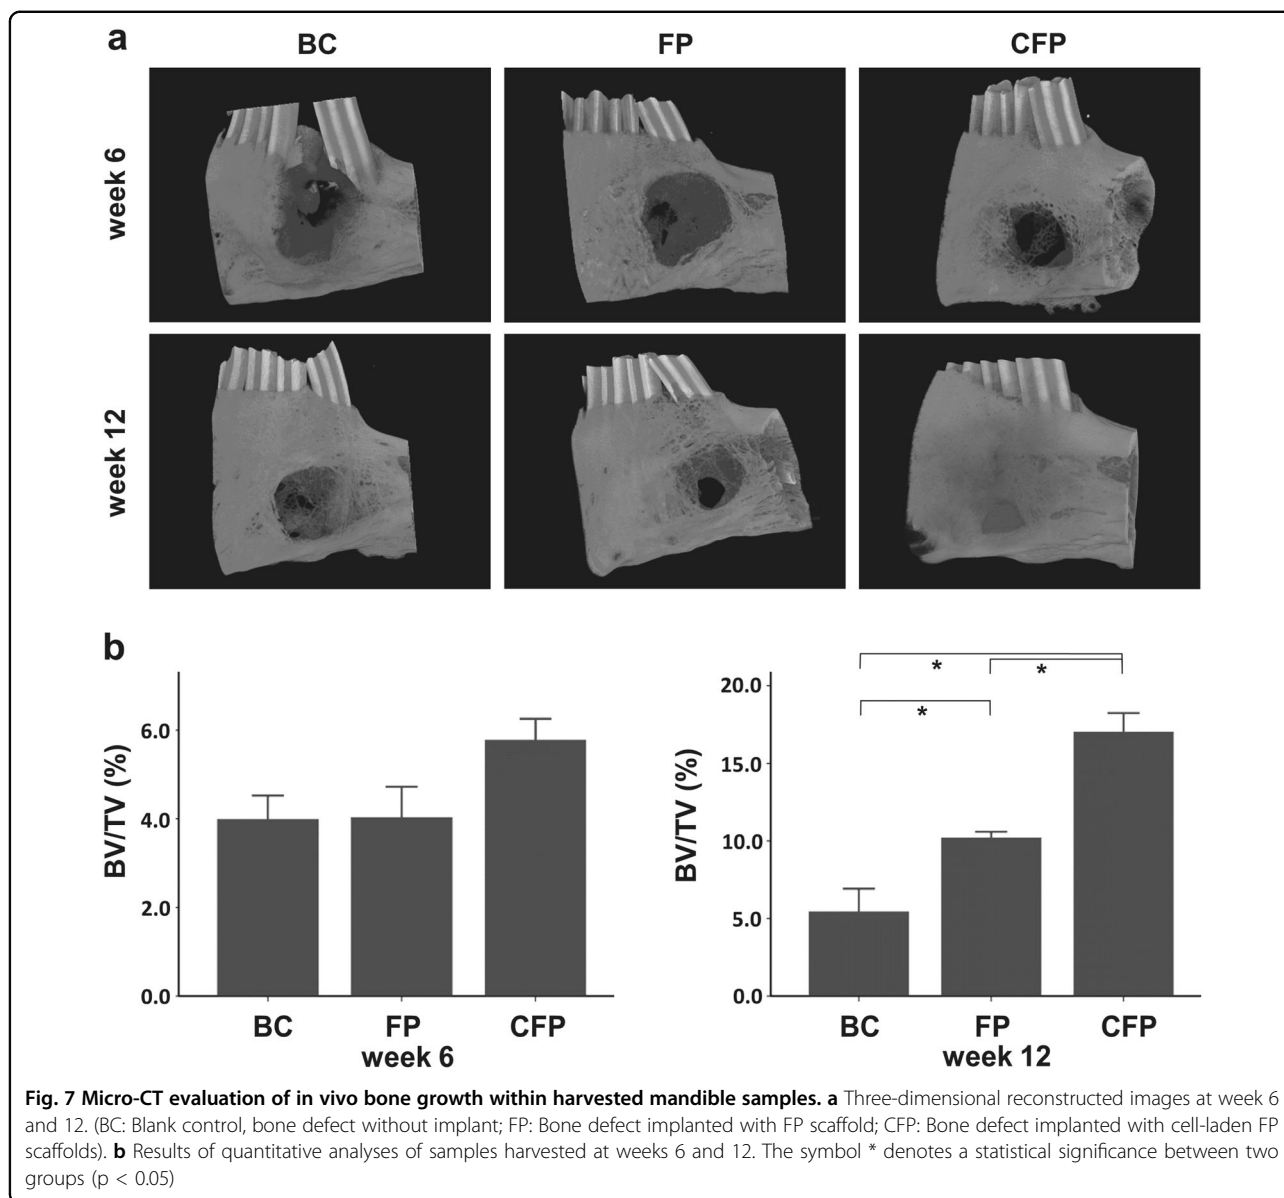 a
BC FP CFP
week 6
week 12
b
BV/TV (%)
6.0
4.0
2.0
0.0
BC FP CFP
week 6
BV/TV (%)
20.0
15.0
10.0
5.0
0.0
* *
*
BC FP CFP
week 12
Fig. 7 Micro-CT evaluation of in vivo bone growth within harvested mandible samples. a Three-dimensional reconstructed images at week 6
and 12. (BC: Blank control, bone defect without implant; FP: Bone defect implanted with FP scaffold; CFP: Bone defect implanted with cell-laden FP
scaffolds). b Results of quantitative analyses of samples harvested at weeks 6 and 12. The symbol * denotes a statistical significance between two
groups (p < 0.05)